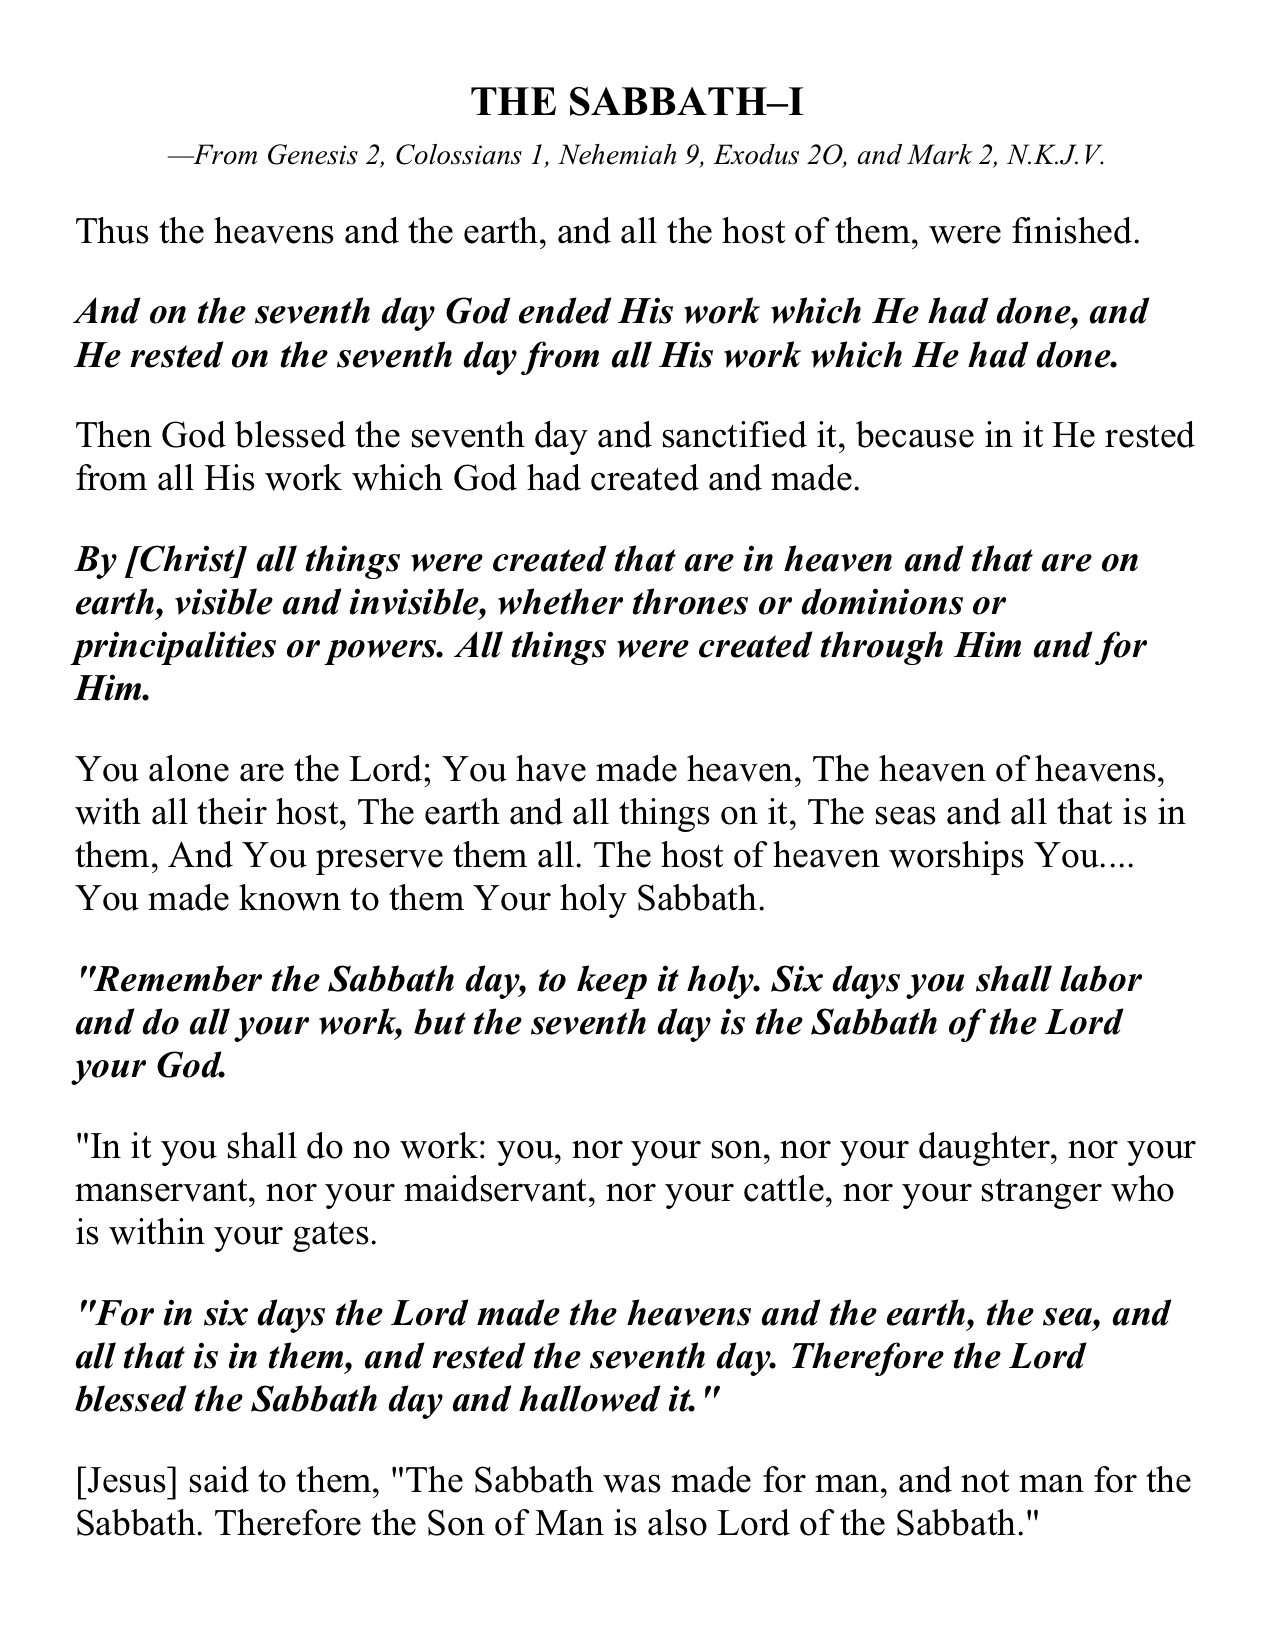 THE SABBATH–I
—From Genesis 2, Colossians 1, Nehemiah 9, Exodus 2O, and Mark 2, N.K.J.V.
Thus the heavens and the earth, and all the host of them, were finished.
And on the seventh day God ended His work which He had done, and
He rested on the seventh day from all His work which He had done.
Then God blessed the seventh day and sanctified it, because in it He rested
from all His work which God had created and made.
By [Christ] all things were created that are in heaven and that are on
earth, visible and invisible, whether thrones or dominions or
principalities or powers. All things were created through Him and for
Him.
You alone are the Lord; You have made heaven, The heaven of heavens,
with all their host, The earth and all things on it, The seas and all that is in
them, And You preserve them all. The host of heaven worships You....
You made known to them Your holy Sabbath.
"Remember the Sabbath day, to keep it holy. Six days you shall labor
and do all your work, but the seventh day is the Sabbath of the Lord
your God.
"In it you shall do no work: you, nor your son, nor your daughter, nor your
manservant, nor your maidservant, nor your cattle, nor your stranger who
is within your gates.
"For in six days the Lord made the heavens and the earth, the sea, and
all that is in them, and rested the seventh day. Therefore the Lord
blessed the Sabbath day and hallowed it."
[Jesus] said to them, "The Sabbath was made for man, and not man for the
Sabbath. Therefore the Son of Man is also Lord of the Sabbath."